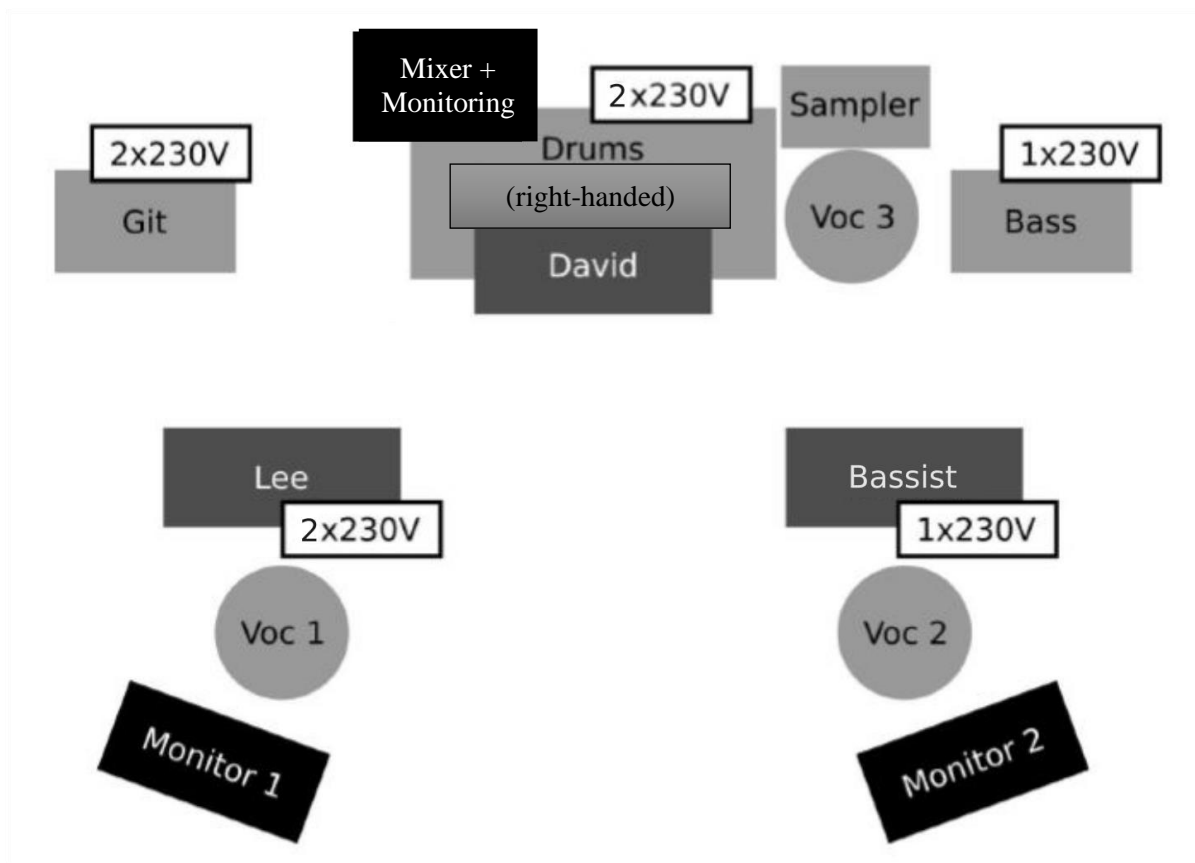 Mixer +
Monitoring
2x230V
Sampler
2x230V
1x230V
Drums
(right-handed)
Git
Voc 3
Bass
David
Lee
Bassist
2x230V
1x230V
Voc 1
Voc 2
Monitor 1
Monitor 2